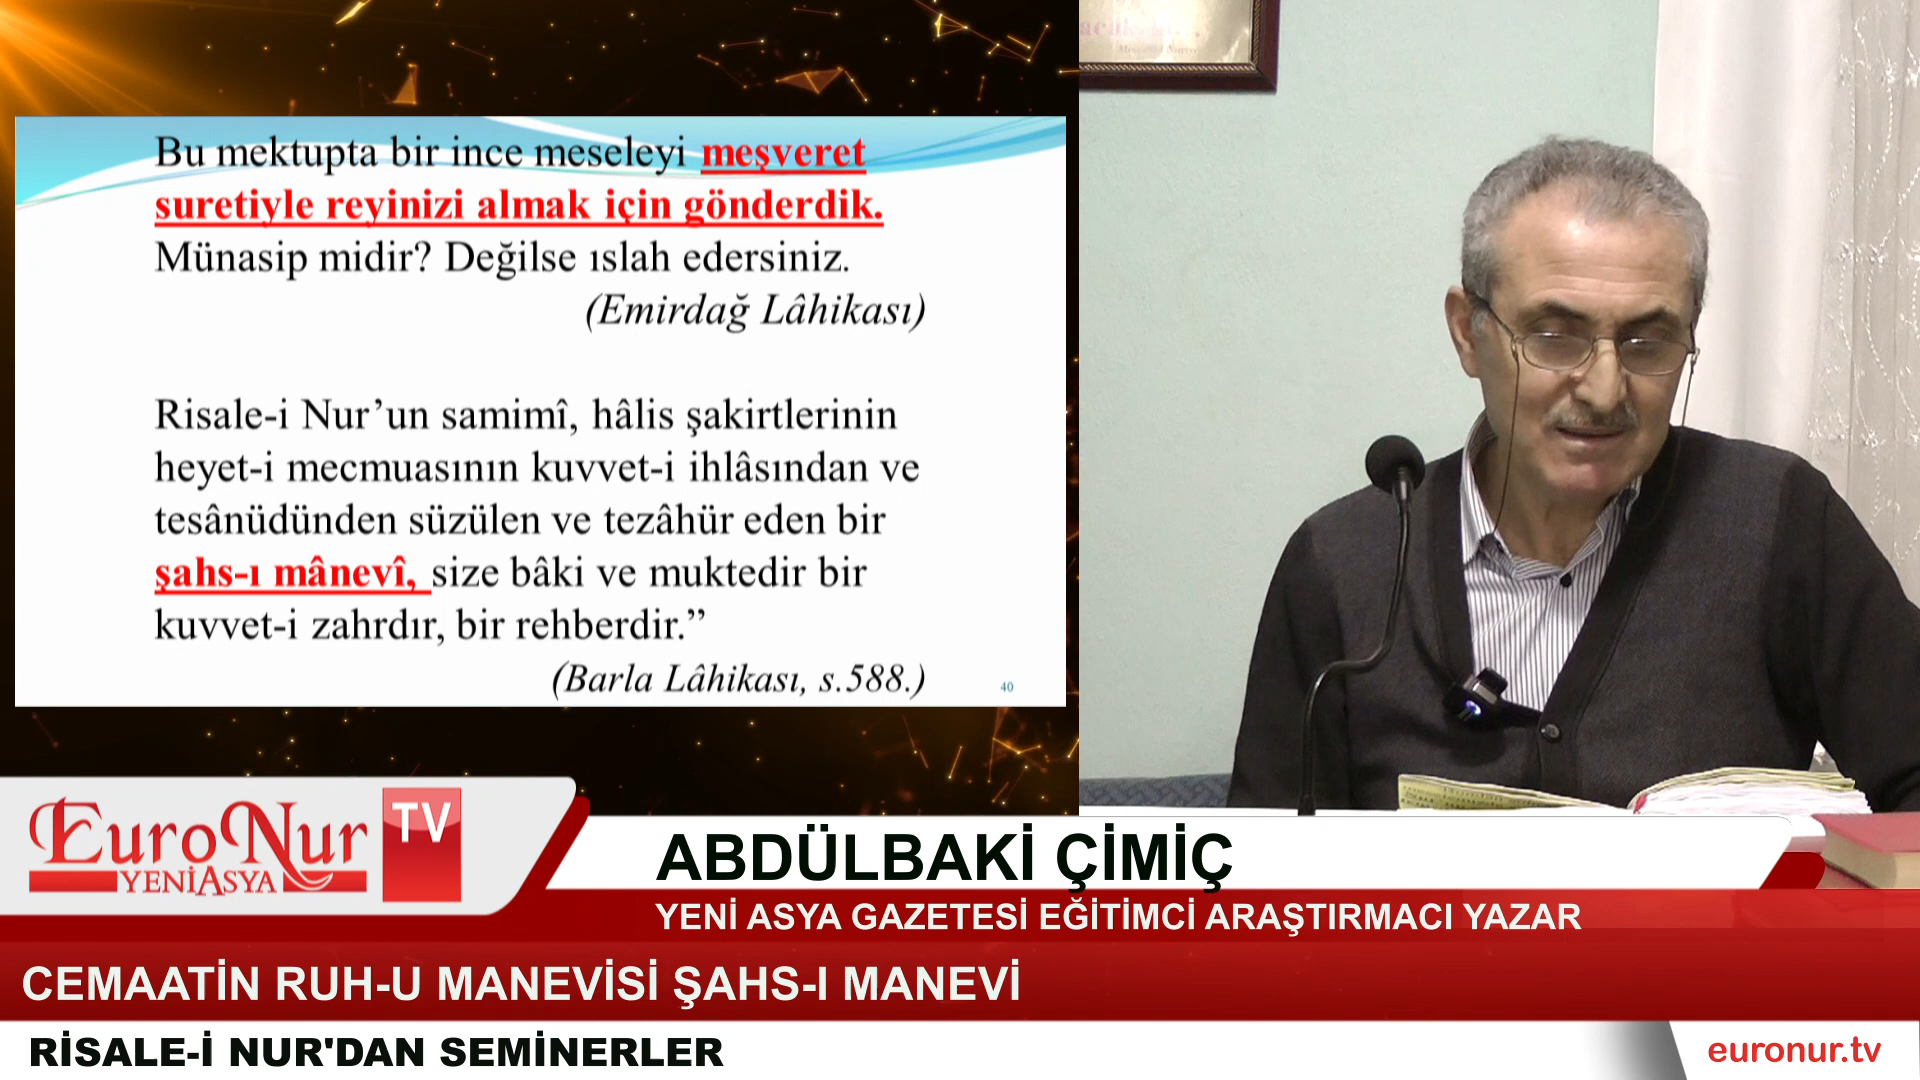 Bu mektupta bir ince meseleyi meşveret
suretiyle reyinizi almak için gönderdik.
Münasip midir? Değilse ıslah edersiniz.
(Emirdağ Lâhikası)
Risale-i Nur’un samimî, hâlis şakirtlerinin
heyet-i mecmuasının kuvvet-i ihlâsından ve
tesânüdünden süzülen ve tezâhür eden bir
şahs-ı mânevî, size bâki ve muktedir bir
kuvvet-i zahrdır, bir rehberdir.”
(Barla Lâhikası, s.588.)
40
EuroNur TV
YENİASYA
ABDÜLBAKİ ÇİMİÇ
YENİ ASYA GAZETESİ EĞİTİMCİ ARAŞTIRMACI YAZAR
CEMAATİN RUH-U MANEVİSİ ŞAHS-I MANEVİ
RİSALE-İ NUR'DAN SEMİNERLER
euronur.tv